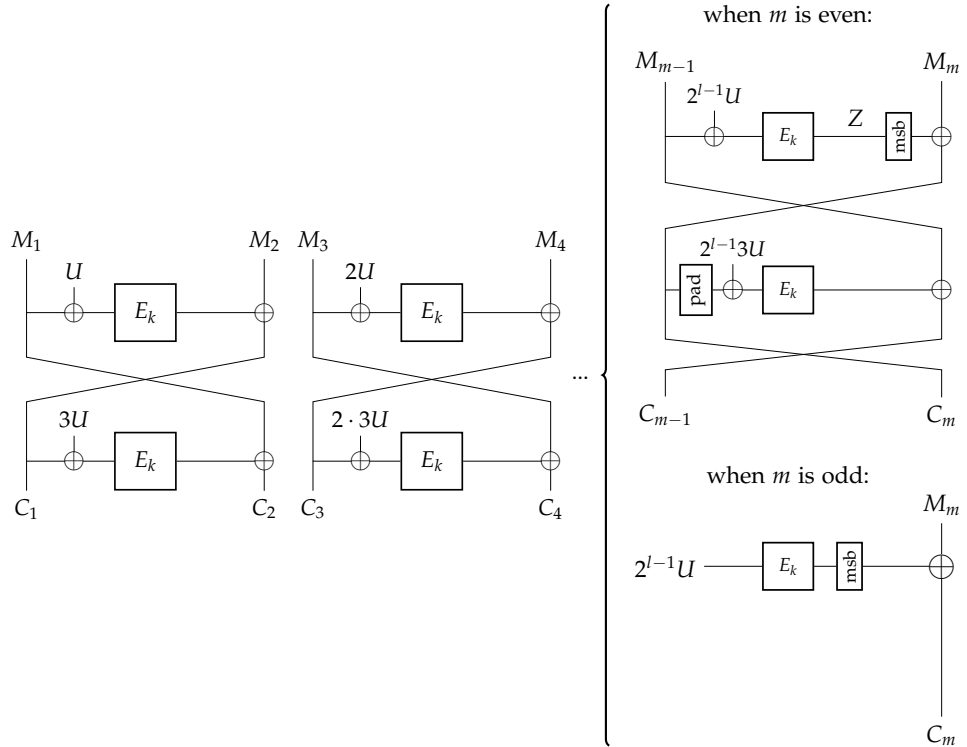 when m is even:
M_{m−1} M_m
2^{l−1}U
E_k Z msb
M_1 M_2 M_3 M_4
U 2U
E_k E_k
2^{l−1}3U
pad E_k
...
3U 2 · 3U
E_k E_k
C_{m−1} C_m
C_1 C_2 C_3 C_4
when m is odd:
M_m
2^{l−1}U E_k msb
C_m